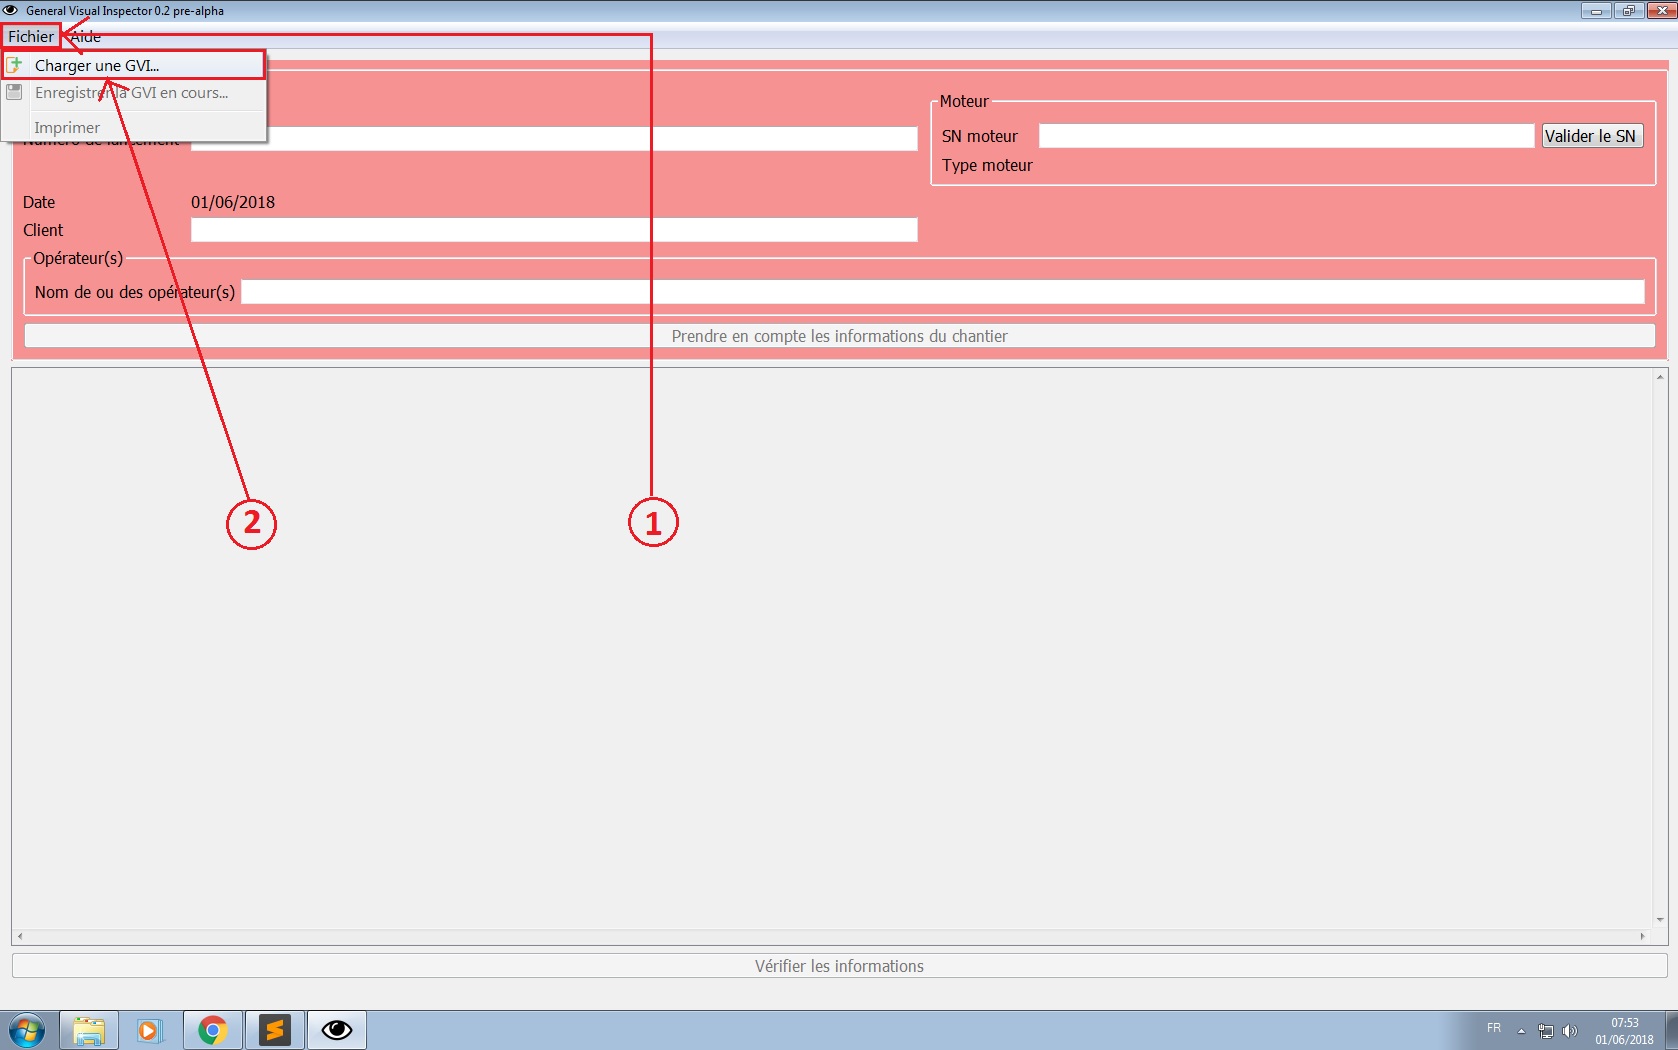 General Visual Inspector 0.2 pre-alpha
Fichier Aide
Charger une GVI...
Enregistrer la GVI en cours...
Imprimer
Numéro de lancement
Moteur
SN moteur
Valider le SN
Type moteur
Date 01/06/2018
Client
Opérateur(s)
Nom de ou des opérateur(s)
Prendre en compte les informations du chantier
2
1
Vérifier les informations
FR
07:53
01/06/2018